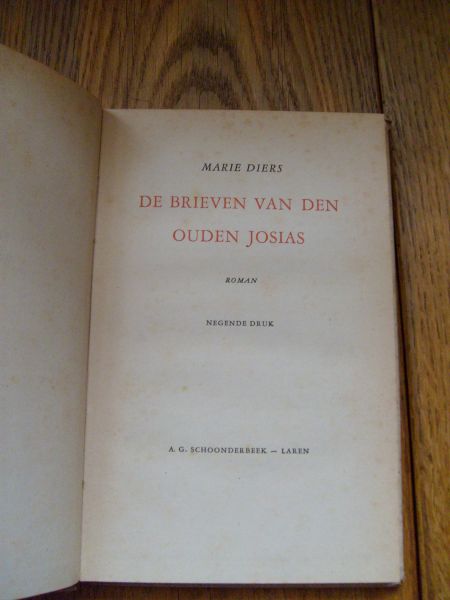 MARIE DIERS
DE BRIEVEN VAN DEN
OUDEN JOSIAS
ROMAN
NEGENDE DRUK
A. G. SCHOONDERBEEK — LAREN